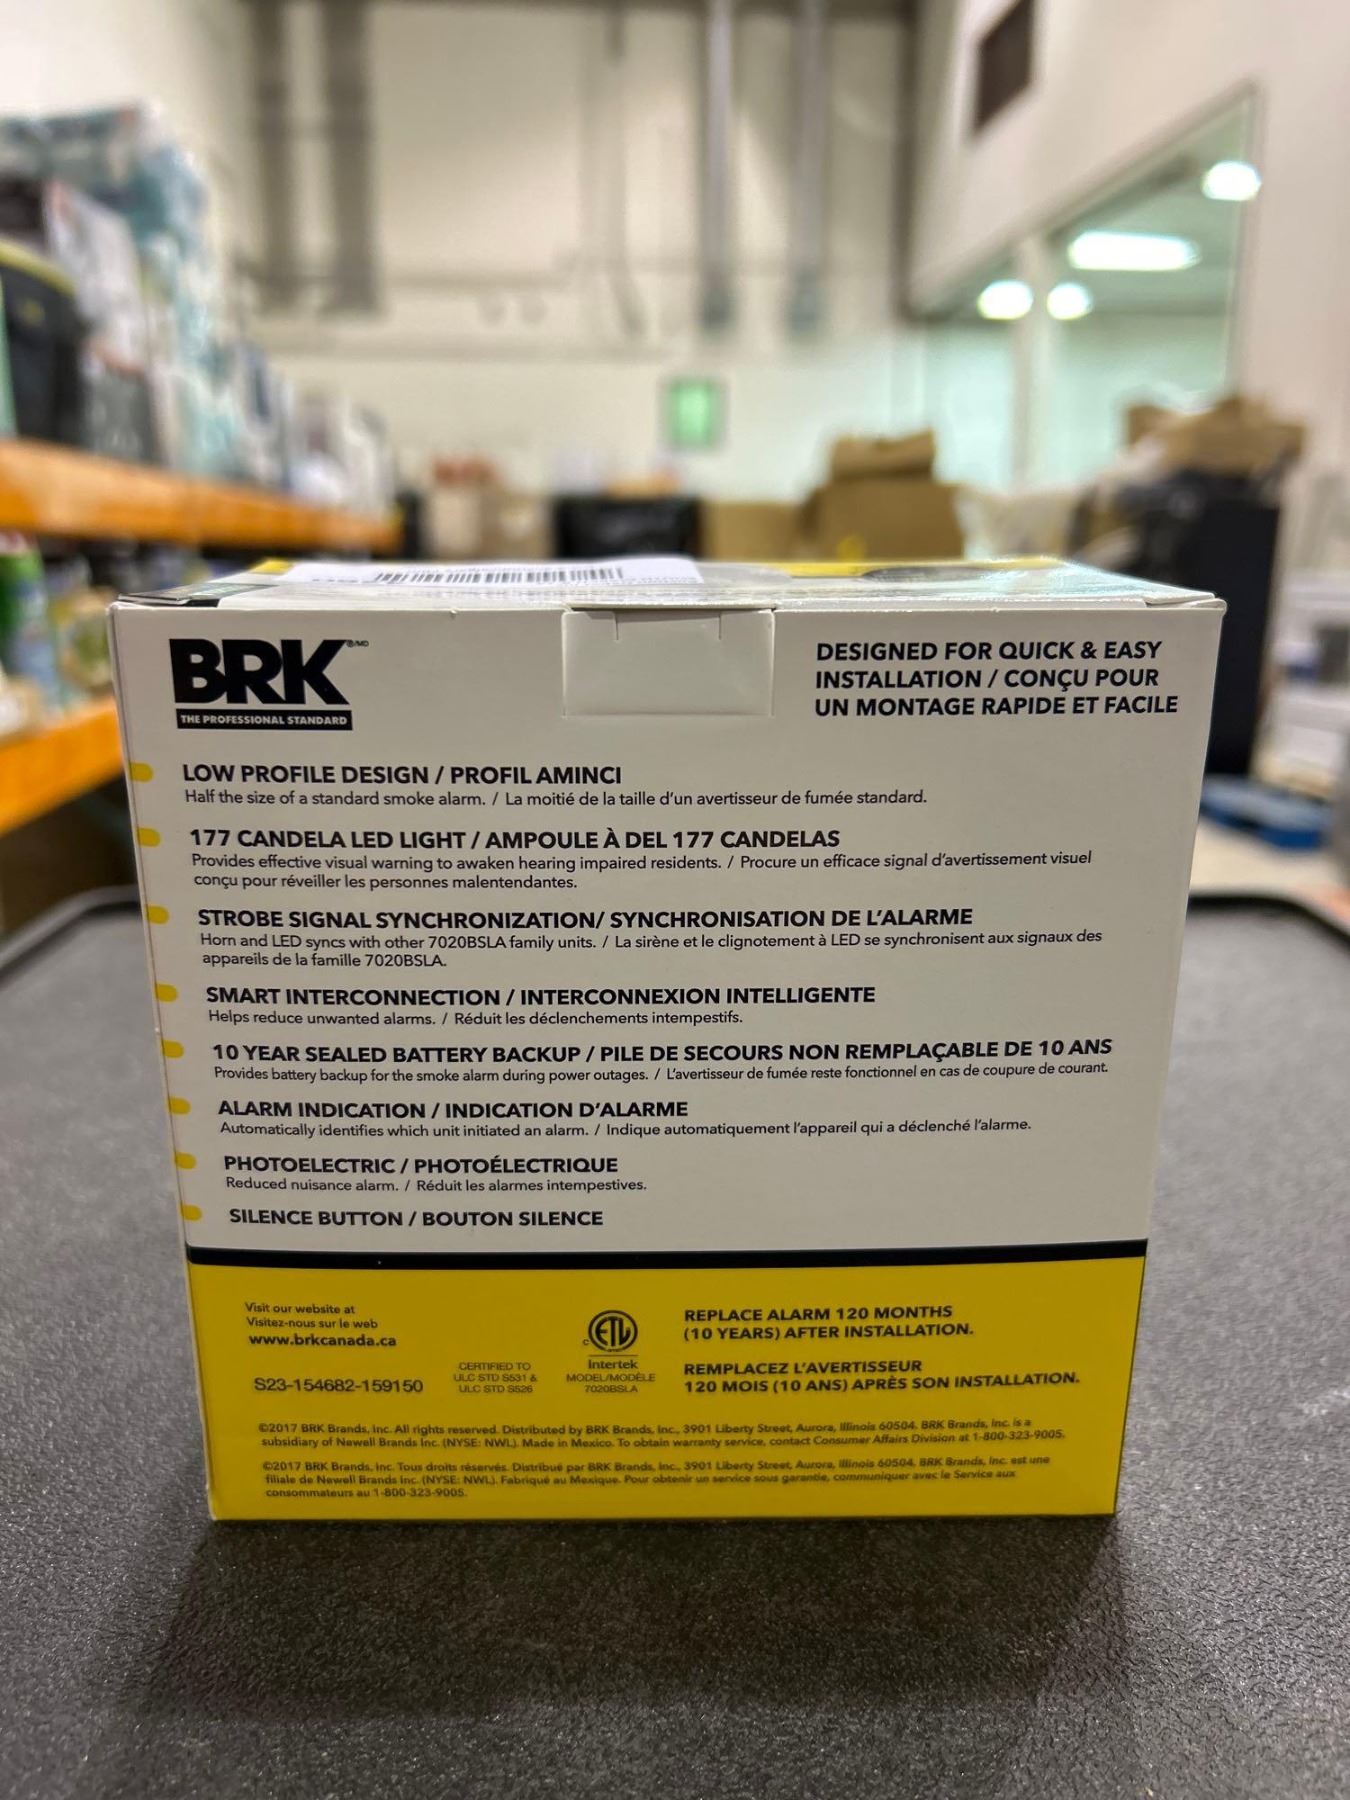 BRK ®/MD
THE PROFESSIONAL STANDARD
DESIGNED FOR QUICK & EASY
INSTALLATION / CONÇU POUR
UN MONTAGE RAPIDE ET FACILE
LOW PROFILE DESIGN / PROFIL AMINCI
Half the size of a standard smoke alarm. / La moitié de la taille d'un avertisseur de fumée standard.
177 CANDELA LED LIGHT / AMPOULE À DEL 177 CANDELAS
Provides effective visual warning to awaken hearing impaired residents. / Procure un efficace signal d'avertissement visuel
conçu pour réveiller les personnes malentendantes.
STROBE SIGNAL SYNCHRONIZATION/ SYNCHRONISATION DE L'ALARME
Horn and LED syncs with other 7020BSLA family units. / La sirène et le clignotement à LED se synchronisent aux signaux des
appareils de la famille 7020BSLA.
SMART INTERCONNECTION / INTERCONNEXION INTELLIGENTE
Helps reduce unwanted alarms. / Réduit les déclenchements intempestifs.
10 YEAR SEALED BATTERY BACKUP / PILE DE SECOURS NON REMPLAÇABLE DE 10 ANS
Provides battery backup for the smoke alarm during power outages. / L'avertisseur de fumée reste fonctionnel en cas de coupure de courant.
ALARM INDICATION / INDICATION D'ALARME
Automatically identifies which unit initiated an alarm. / Indique automatiquement l'appareil qui a déclenché l'alarme.
PHOTOELECTRIC / PHOTOÉLECTRIQUE
Reduced nuisance alarm. / Réduit les alarmes intempestives.
SILENCE BUTTON / BOUTON SILENCE
Visit our website at
Visitez-nous sur le web
www.brkcanada.ca
S23-154682-159150
CERTIFIED TO
ULC STD S531 &
ULC STD S526
C ETL
Intertek
MODEL/MODÈLE
7020BSLA
REPLACE ALARM 120 MONTHS
(10 YEARS) AFTER INSTALLATION.
REMPLACEZ L'AVERTISSEUR
120 MOIS (10 ANS) APRÈS SON INSTALLATION.
©2017 BRK Brands, Inc. All rights reserved. Distributed by BRK Brands, Inc., 3901 Liberty Street, Aurora, Illinois 60504. BRK Brands, Inc. is a
subsidiary of Newell Brands Inc. (NYSE: NWL). Made in Mexico. To obtain warranty service, contact Consumer Affairs Division at 1-800-323-9005.
©2017 BRK Brands, Inc. Tous droits réservés. Distribué par BRK Brands, Inc., 3901 Liberty Street, Aurora, Illinois 60504. BRK Brands, Inc. est une
filiale de Newell Brands Inc. (NYSE: NWL). Fabriqué au Mexique. Pour obtenir un service sous garantie, communiquer avec le Service aux
consommateurs au 1-800-323-9005.